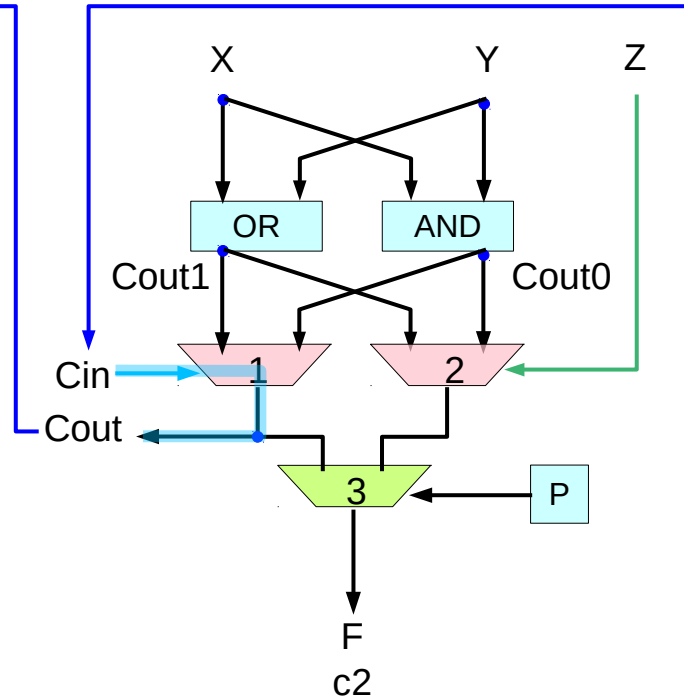 X Y Z
OR AND
Cout1 Cout0
Cin 1 2
Cout
3 P
F
c2